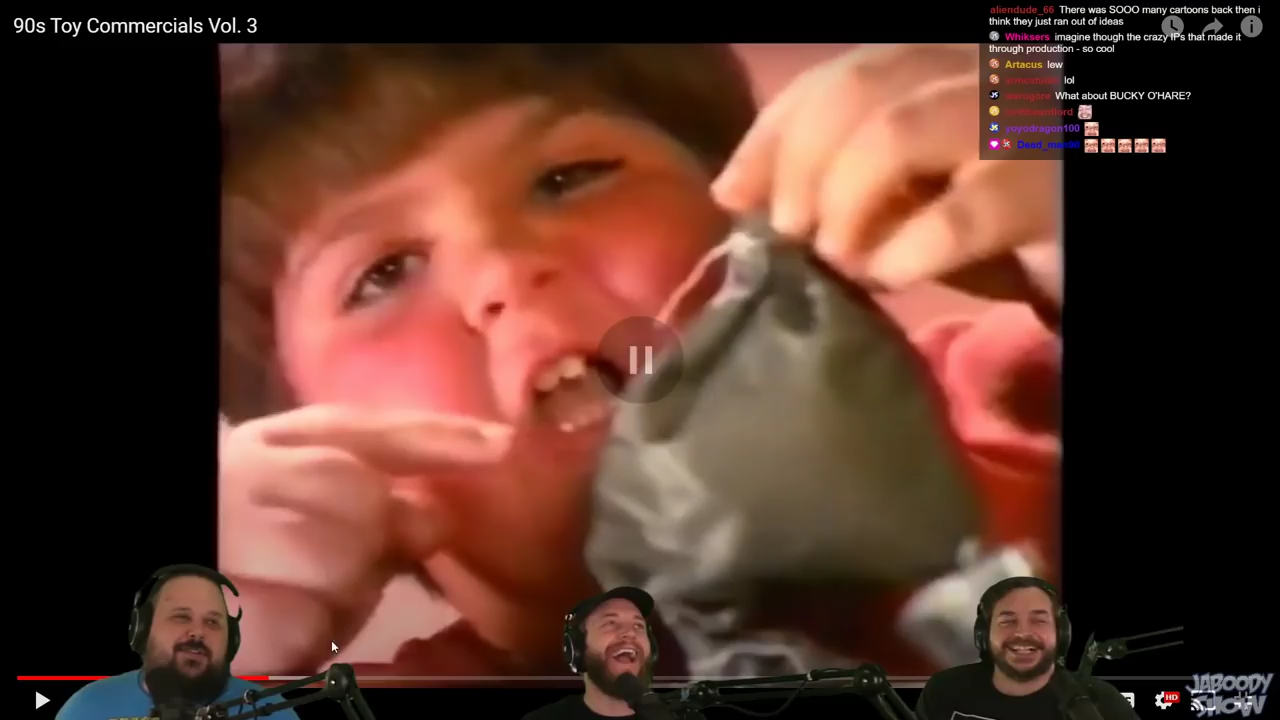 90s Toy Commercials Vol. 3
aliendude_66 There was SOOO many cartoons back then i
think they just ran out of ideas
Whiksers imagine though the crazy IPs that made it
through production - so cool
Artacus lew
lol
What about BUCKY O'HARE?
yoyodragon100
HD
JABOODY
SHOW